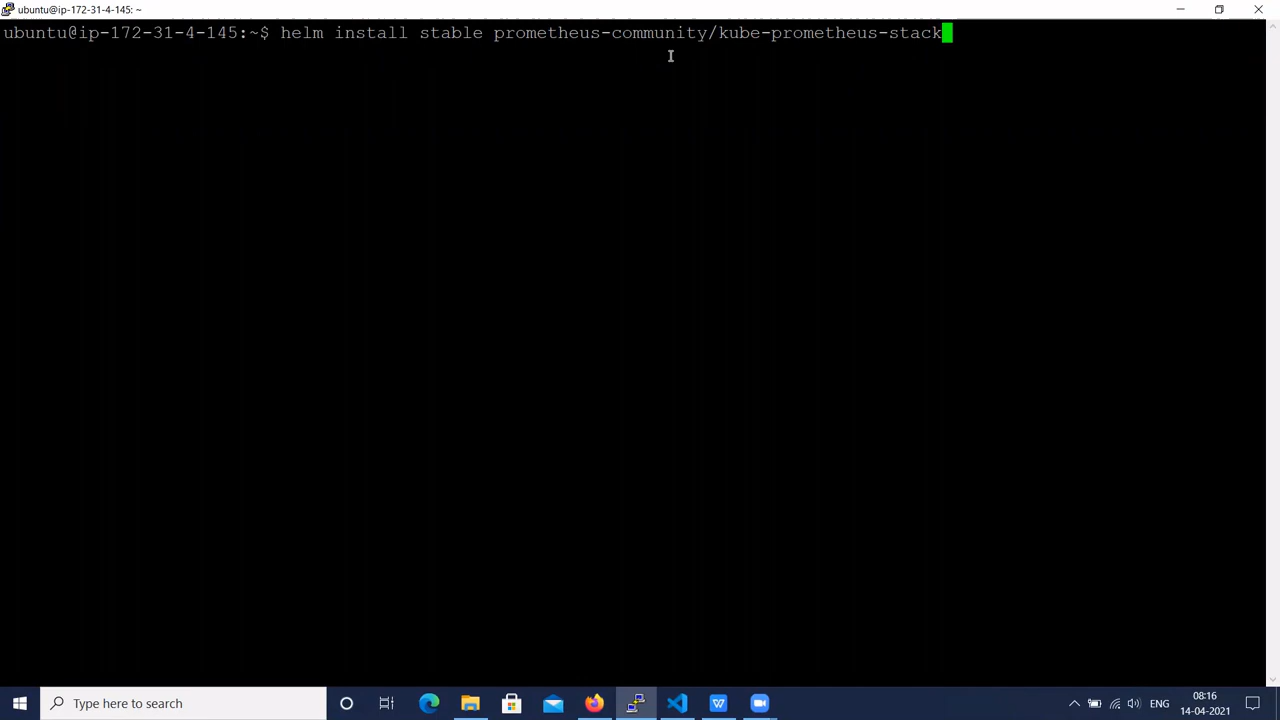 ubuntu@ip-172-31-4-145: ~
ubuntu@ip-172-31-4-145:~$ helm install stable prometheus-community/kube-prometheus-stack
Type here to search
W
ENG
08:16
14-04-2021